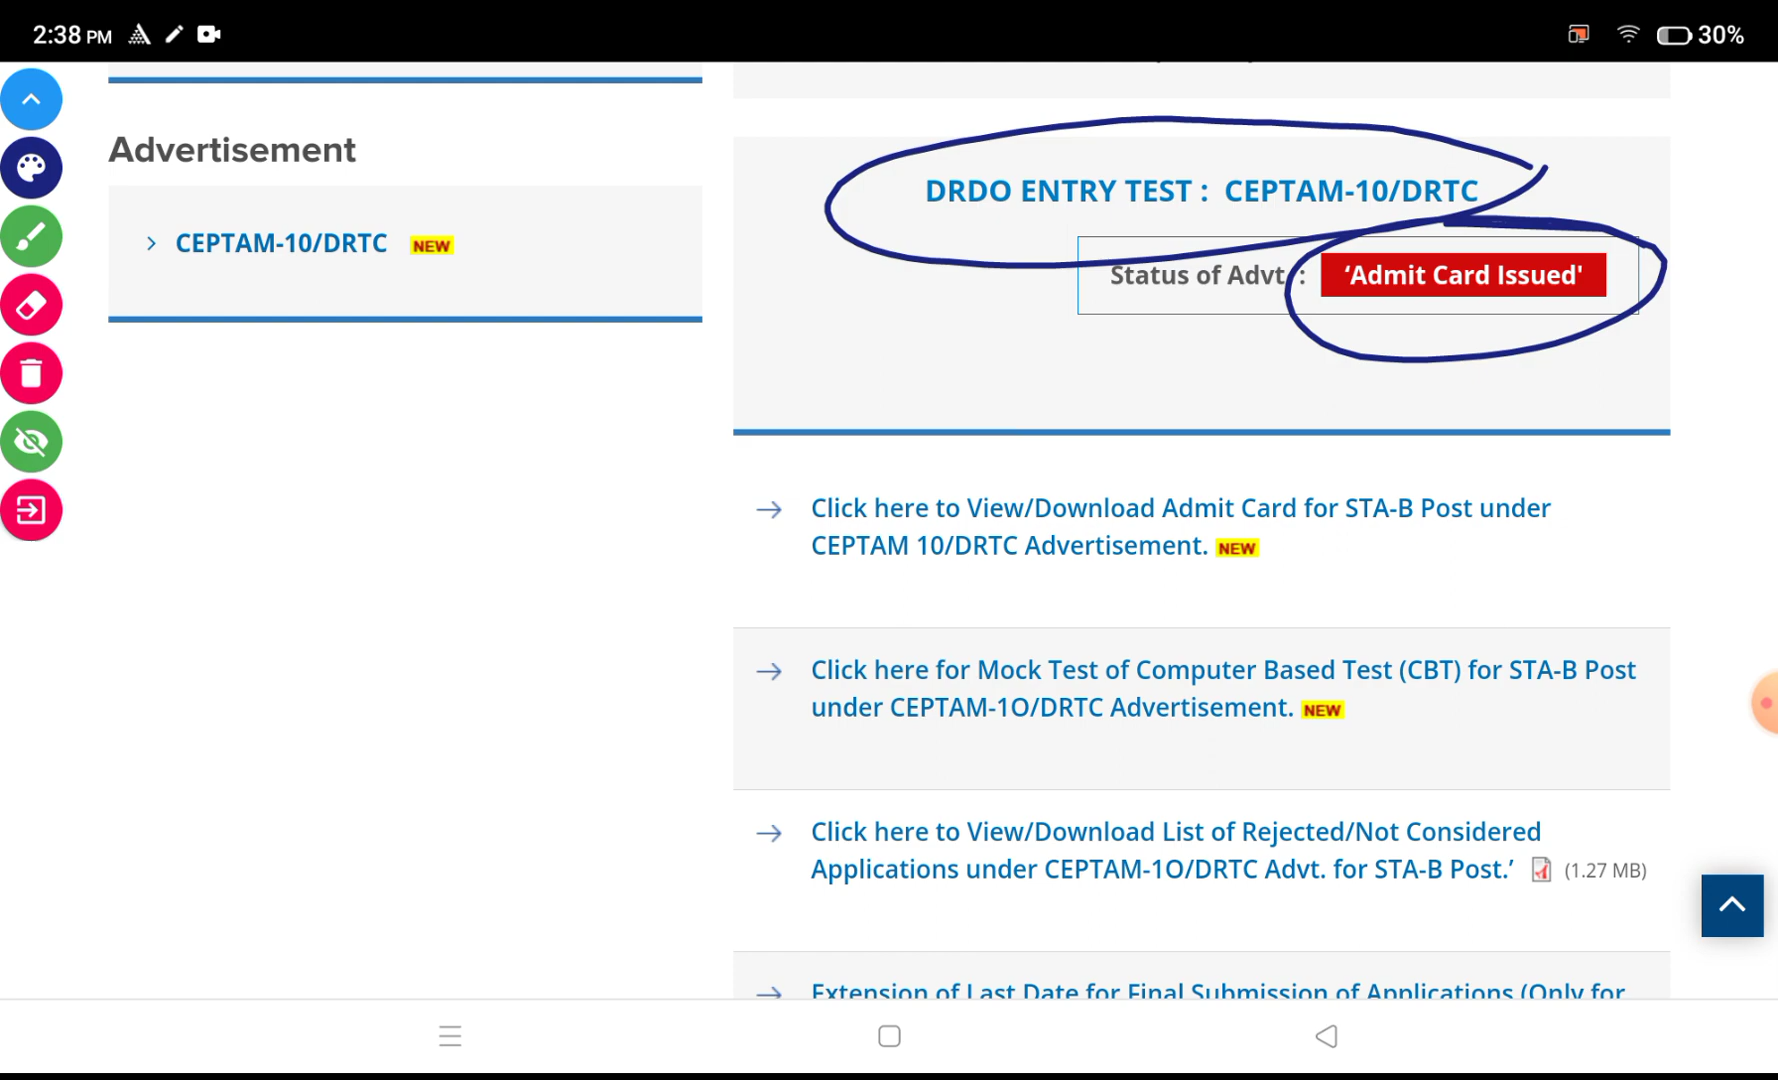 2:38 PM
30%
Advertisement
CEPTAM-10/DRTC NEW
DRDO ENTRY TEST : CEPTAM-10/DRTC
Status of Advt. : ‘Admit Card Issued'
Click here to View/Download Admit Card for STA-B Post under
CEPTAM 10/DRTC Advertisement. NEW
Click here for Mock Test of Computer Based Test (CBT) for STA-B Post
under CEPTAM-1O/DRTC Advertisement. NEW
Click here to View/Download List of Rejected/Not Considered
Applications under CEPTAM-1O/DRTC Advt. for STA-B Post.’ (1.27 MB)
Extension of Last Date for Final Submission of Applications (Only for